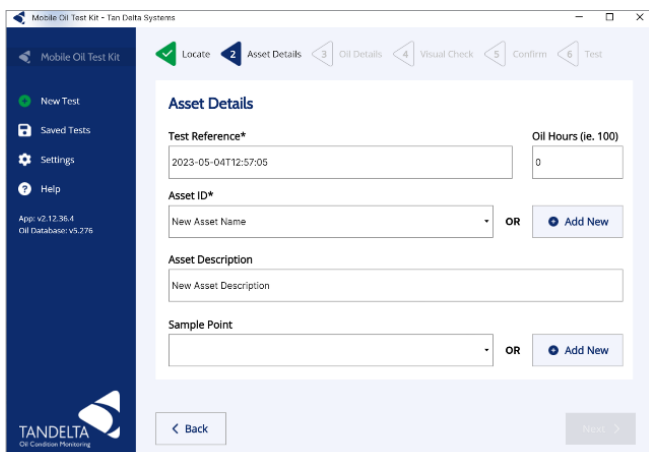 Mobile Oil Test Kit - Tan Delta Systems
Mobile Oil Test Kit
Locate 2 Asset Details 3 Oil Details 4 Visual Check 5 Confirm 6 Test
New Test
Saved Tests
Settings
Help
App: v2.12.36.4
Oil Database: v5.276
Asset Details
Test Reference* Oil Hours (ie. 100)
2023-05-04T12:57:05 0
Asset ID*
New Asset Name OR Add New
Asset Description
New Asset Description
Sample Point
OR Add New
Back Next
TANDELTA
Oil Condition Monitoring